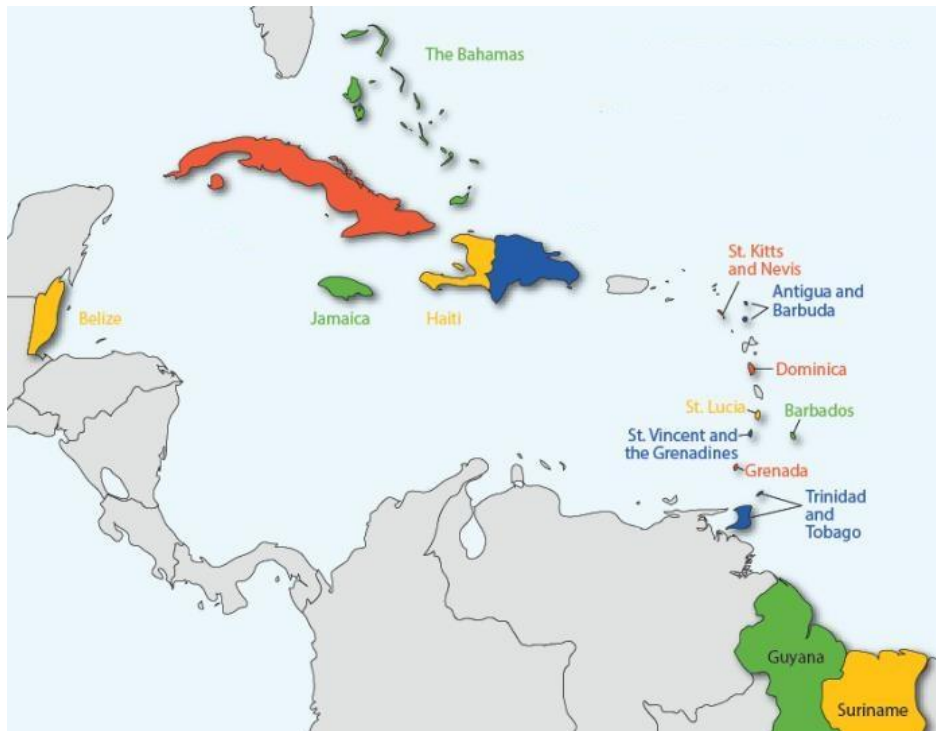 The Bahamas
St. Kitts
and Nevis
Antigua and
Barbuda
Belize
Jamaica
Haiti
Dominica
St. Lucia
Barbados
St. Vincent and
the Grenadines
Grenada
Trinidad
and
Tobago
Guyana
Suriname